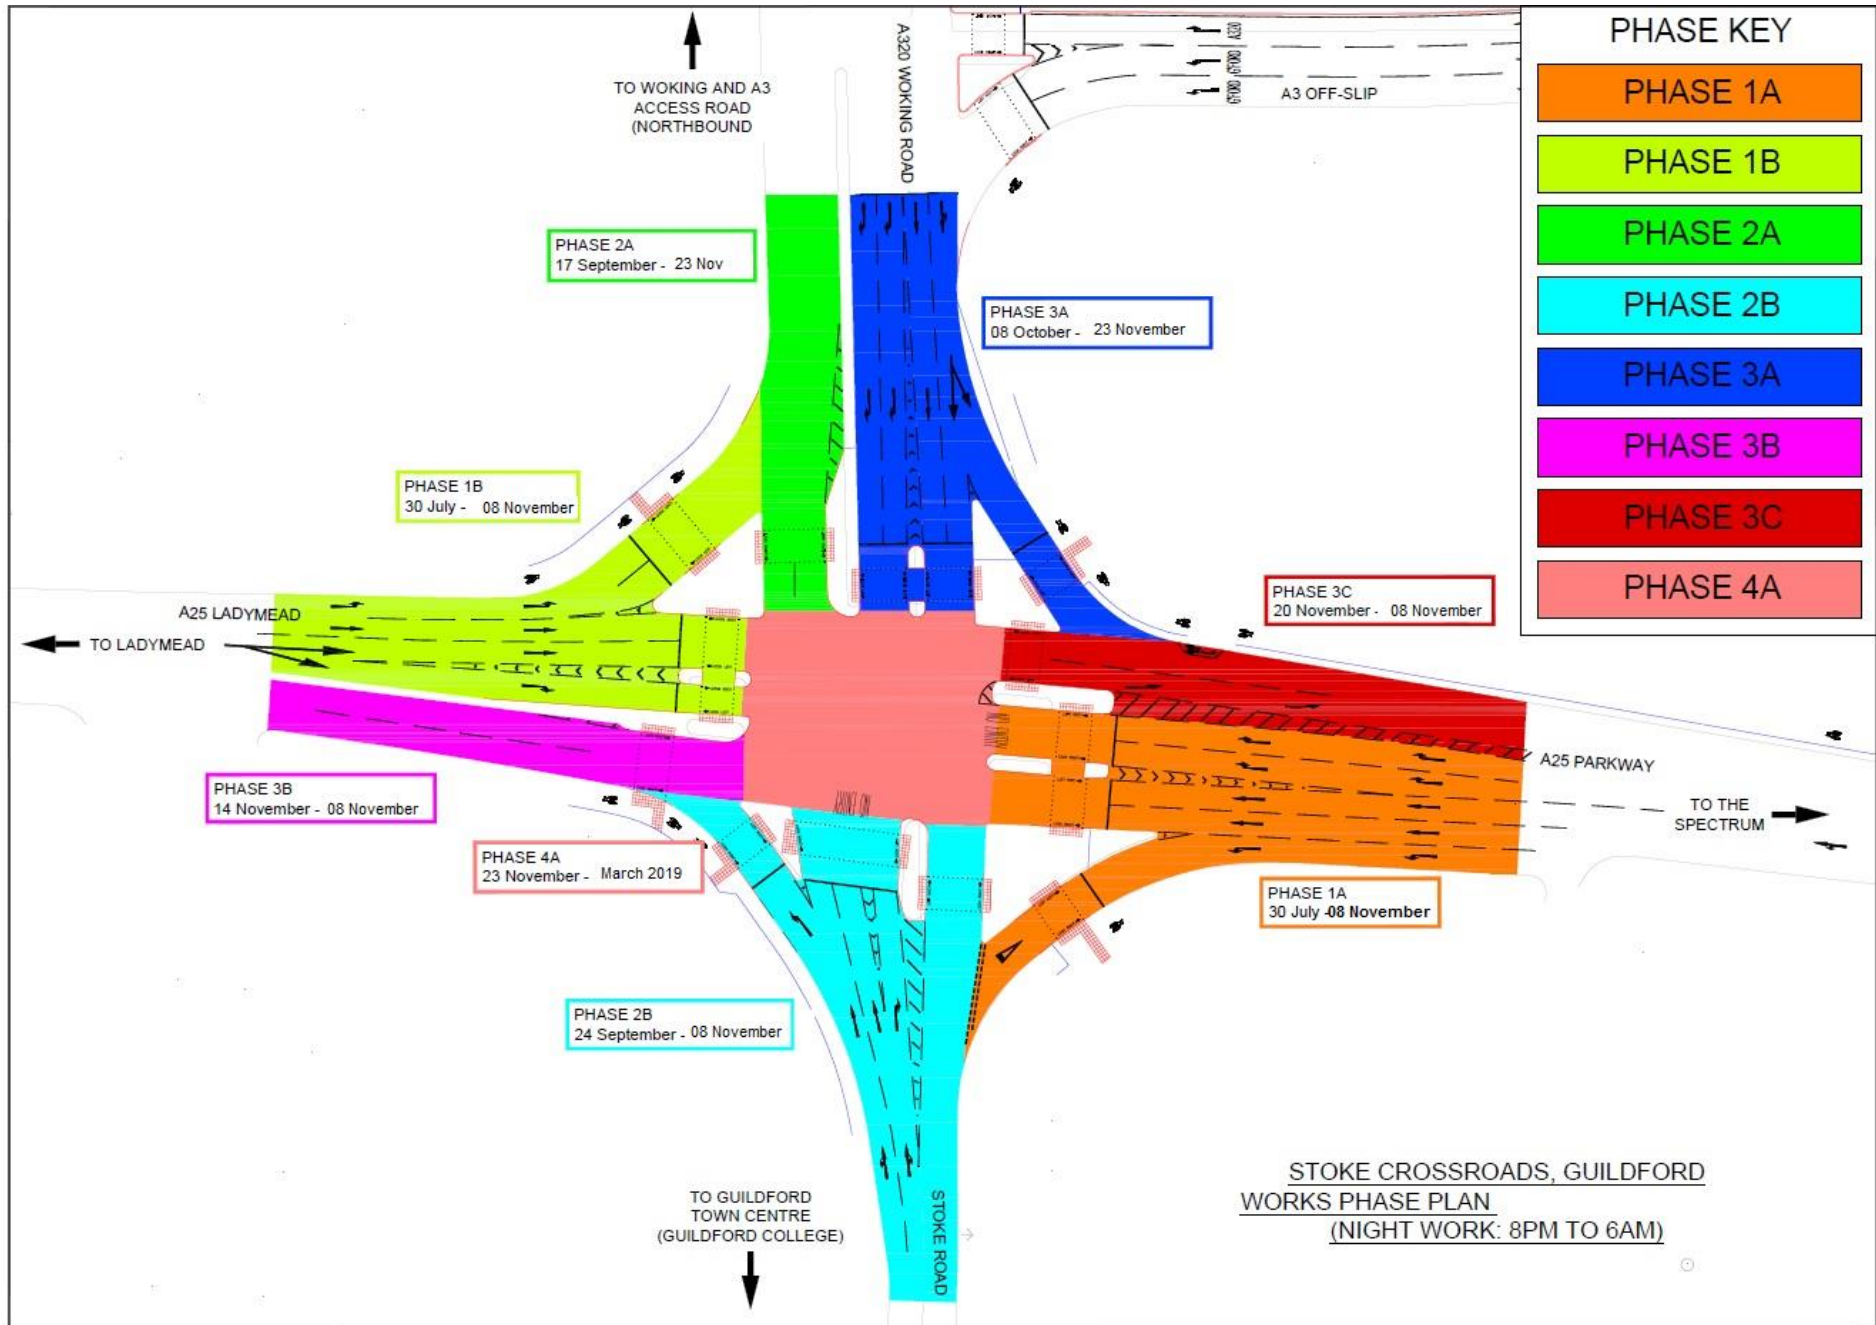 TO WOKING AND A3
ACCESS ROAD
(NORTHBOUND
A320 WOKING ROAD
A320
A3 OFF-SLIP
PHASE KEY
PHASE 1A
PHASE 1B
PHASE 2A
PHASE 2B
PHASE 3A
PHASE 3B
PHASE 3C
PHASE 4A
PHASE 2A
17 September - 23 Nov
PHASE 3A
08 October - 23 November
PHASE 1B
30 July - 08 November
PHASE 3C
20 November - 08 November
A25 LADYMEAD
TO LADYMEAD
A25 PARKWAY
TO THE
SPECTRUM
PHASE 3B
14 November - 08 November
PHASE 4A
23 November - March 2019
PHASE 1A
30 July -08 November
PHASE 2B
24 September - 08 November
TO GUILDFORD
TOWN CENTRE
(GUILDFORD COLLEGE)
STOKE ROAD
STOKE CROSSROADS, GUILDFORD
WORKS PHASE PLAN
(NIGHT WORK: 8PM TO 6AM)